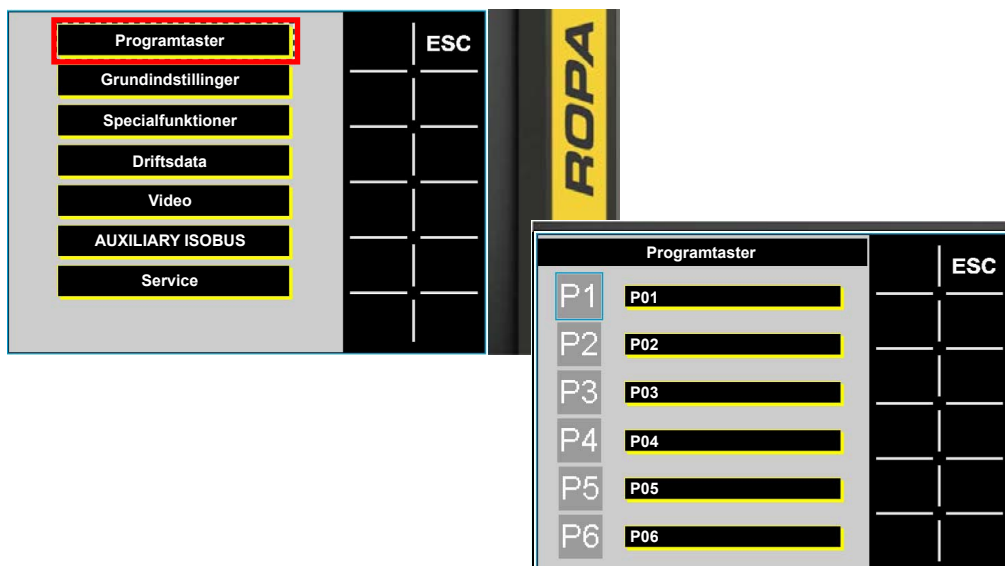 Programtaster
ESC
Grundindstillinger
Specialfunktioner
Driftsdata
Video
AUXILIARY ISOBUS
Service
ROPA
Programtaster
ESC
P1 P01
P2 P02
P3 P03
P4 P04
P5 P05
P6 P06